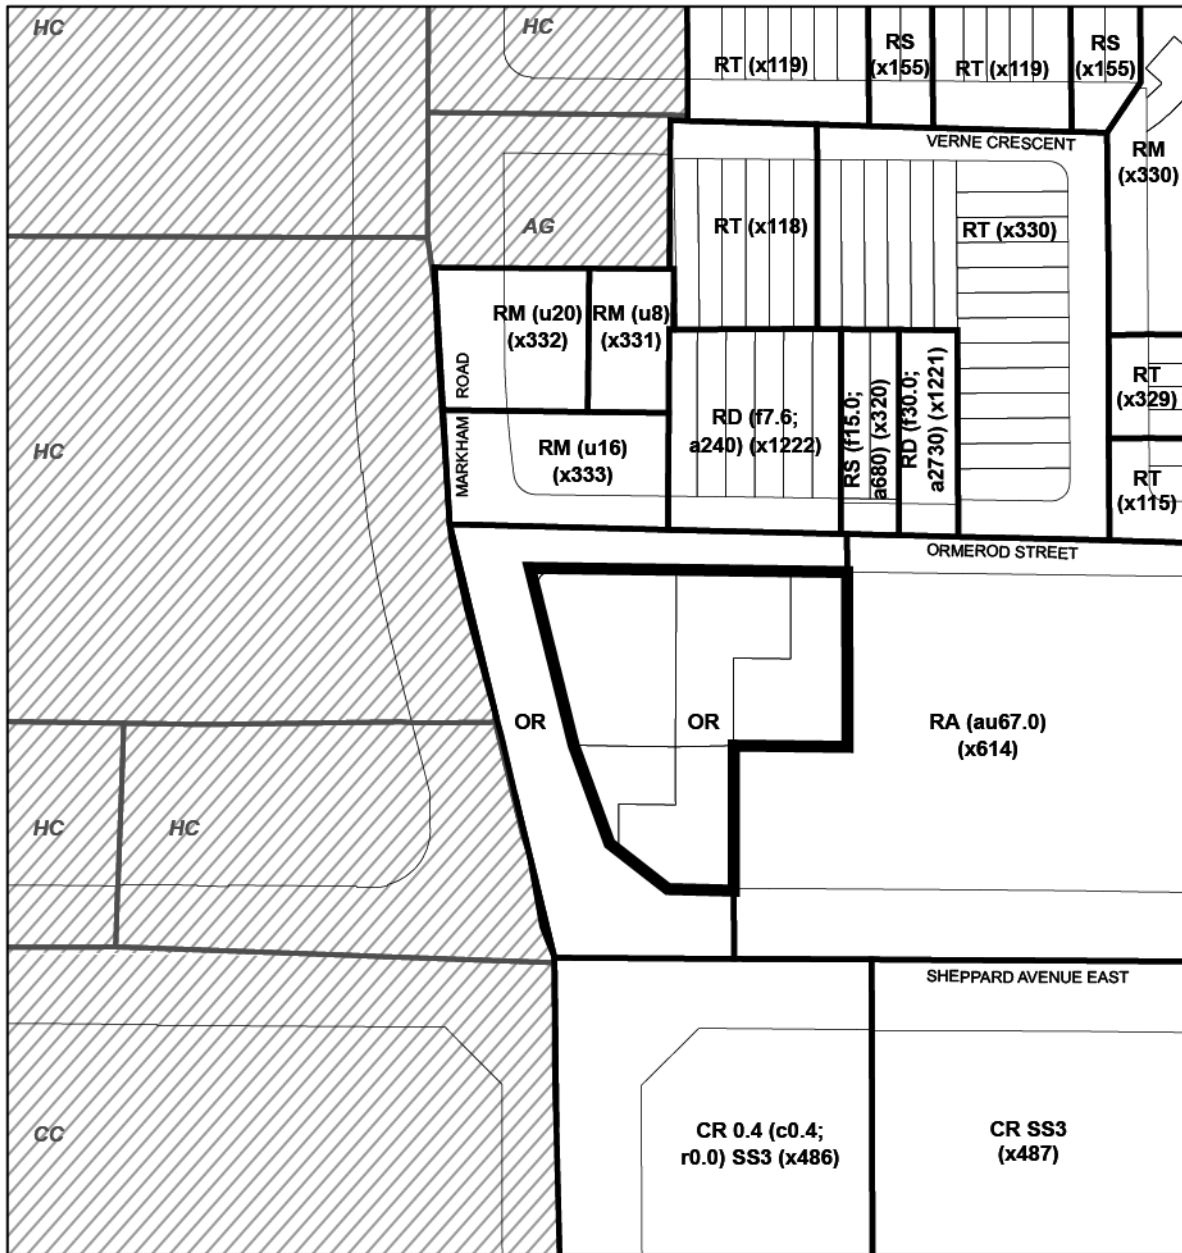 HC
HC
RT (x119)
RS
(x155)
RT (x119)
RS
(x155)
VERNE CRESCENT
RM
(x330)
AG
RT (x118)
RT (x330)
RM (u20)
(x332)
RM (u8)
(x331)
MARKHAM ROAD
RM (u16)
(x333)
RD (f7.6;
a240) (x1222)
RS (f15.0;
a680) (x320)
RD (f30.0;
a2730) (x1221)
RT
(x329)
RT
(x115)
HC
ORMEROD STREET
OR
OR
RA (au67.0)
(x614)
HC
HC
SHEPPARD AVENUE EAST
CC
CR 0.4 (c0.4;
r0.0) SS3 (x486)
CR SS3
(x487)